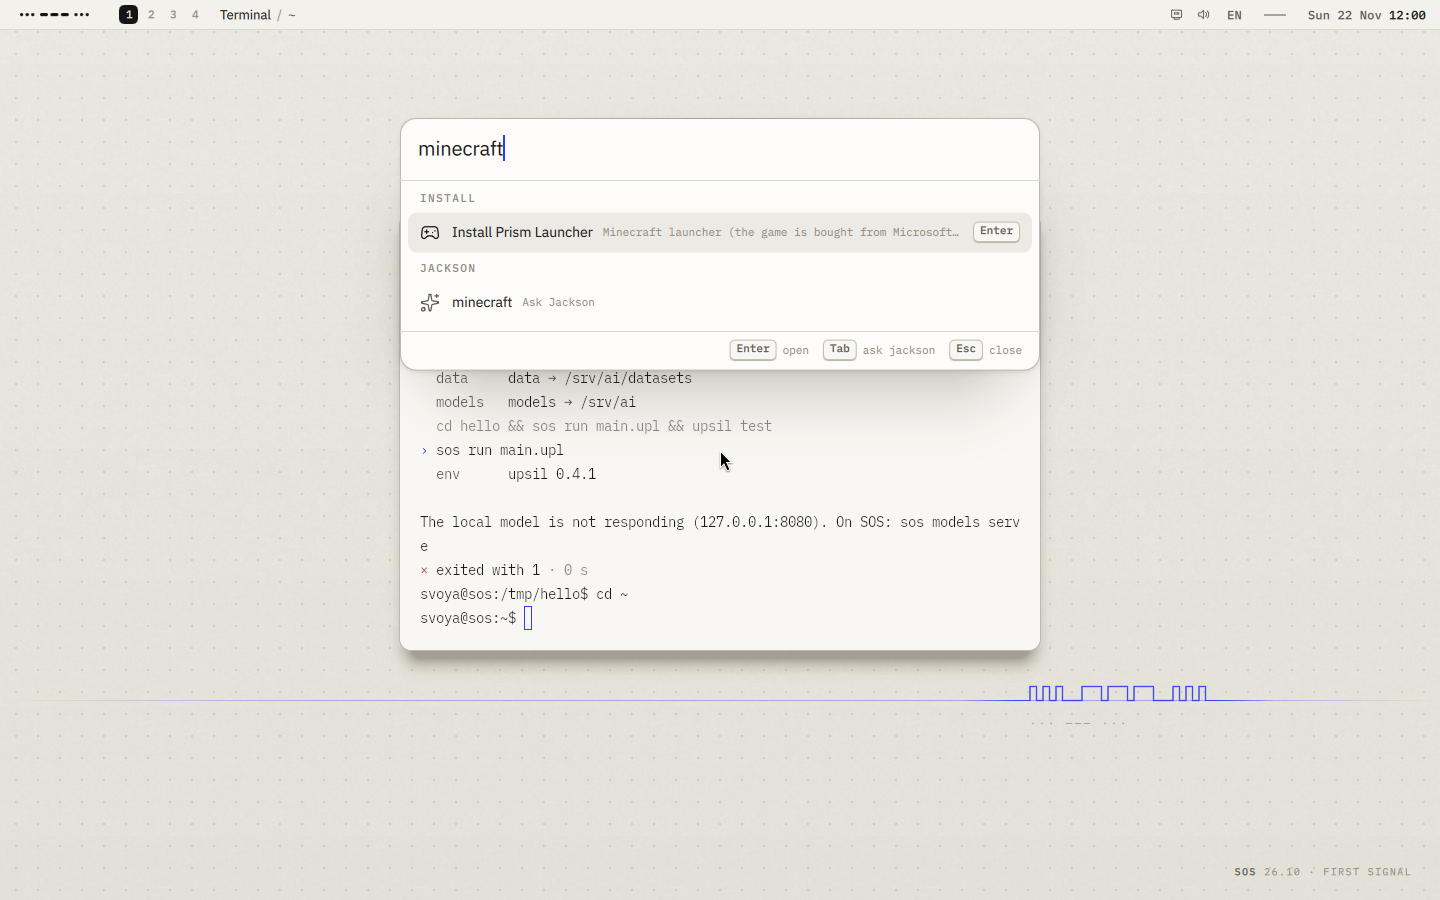 1 2 3 4 Terminal / ~ EN Sun 22 Nov 12:00
minecraft
INSTALL
Install Prism Launcher Minecraft launcher (the game is bought from Microsoft… Enter
JACKSON
minecraft Ask Jackson
Enter open Tab ask jackson Esc close
data data → /srv/ai/datasets
models models → /srv/ai
cd hello && sos run main.upl && upsil test
› sos run main.upl
env upsil 0.4.1
The local model is not responding (127.0.0.1:8080). On SOS: sos models serv
e
× exited with 1 · 0 s
svoya@sos:/tmp/hello$ cd ~
svoya@sos:~$
··· ––– ···
SOS 26.10 · FIRST SIGNAL